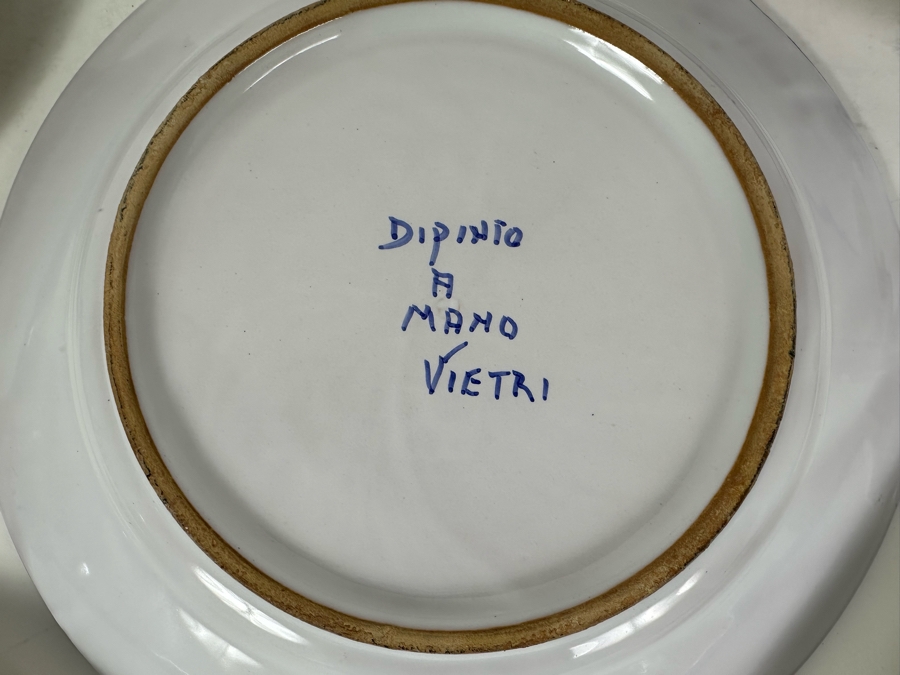 DIPINTO
A
MANO
VIETRI